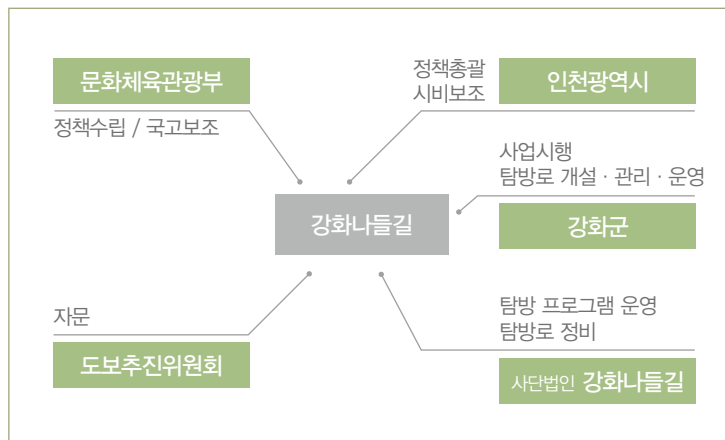 문화체육관광부
정책수립 / 국고보조
정책총괄
시비보조
인천광역시
사업시행
탐방로 개설 · 관리 · 운영
강화군
강화나들길
자문
도보추진위원회
탐방 프로그램 운영
탐방로 정비
사단법인 강화나들길